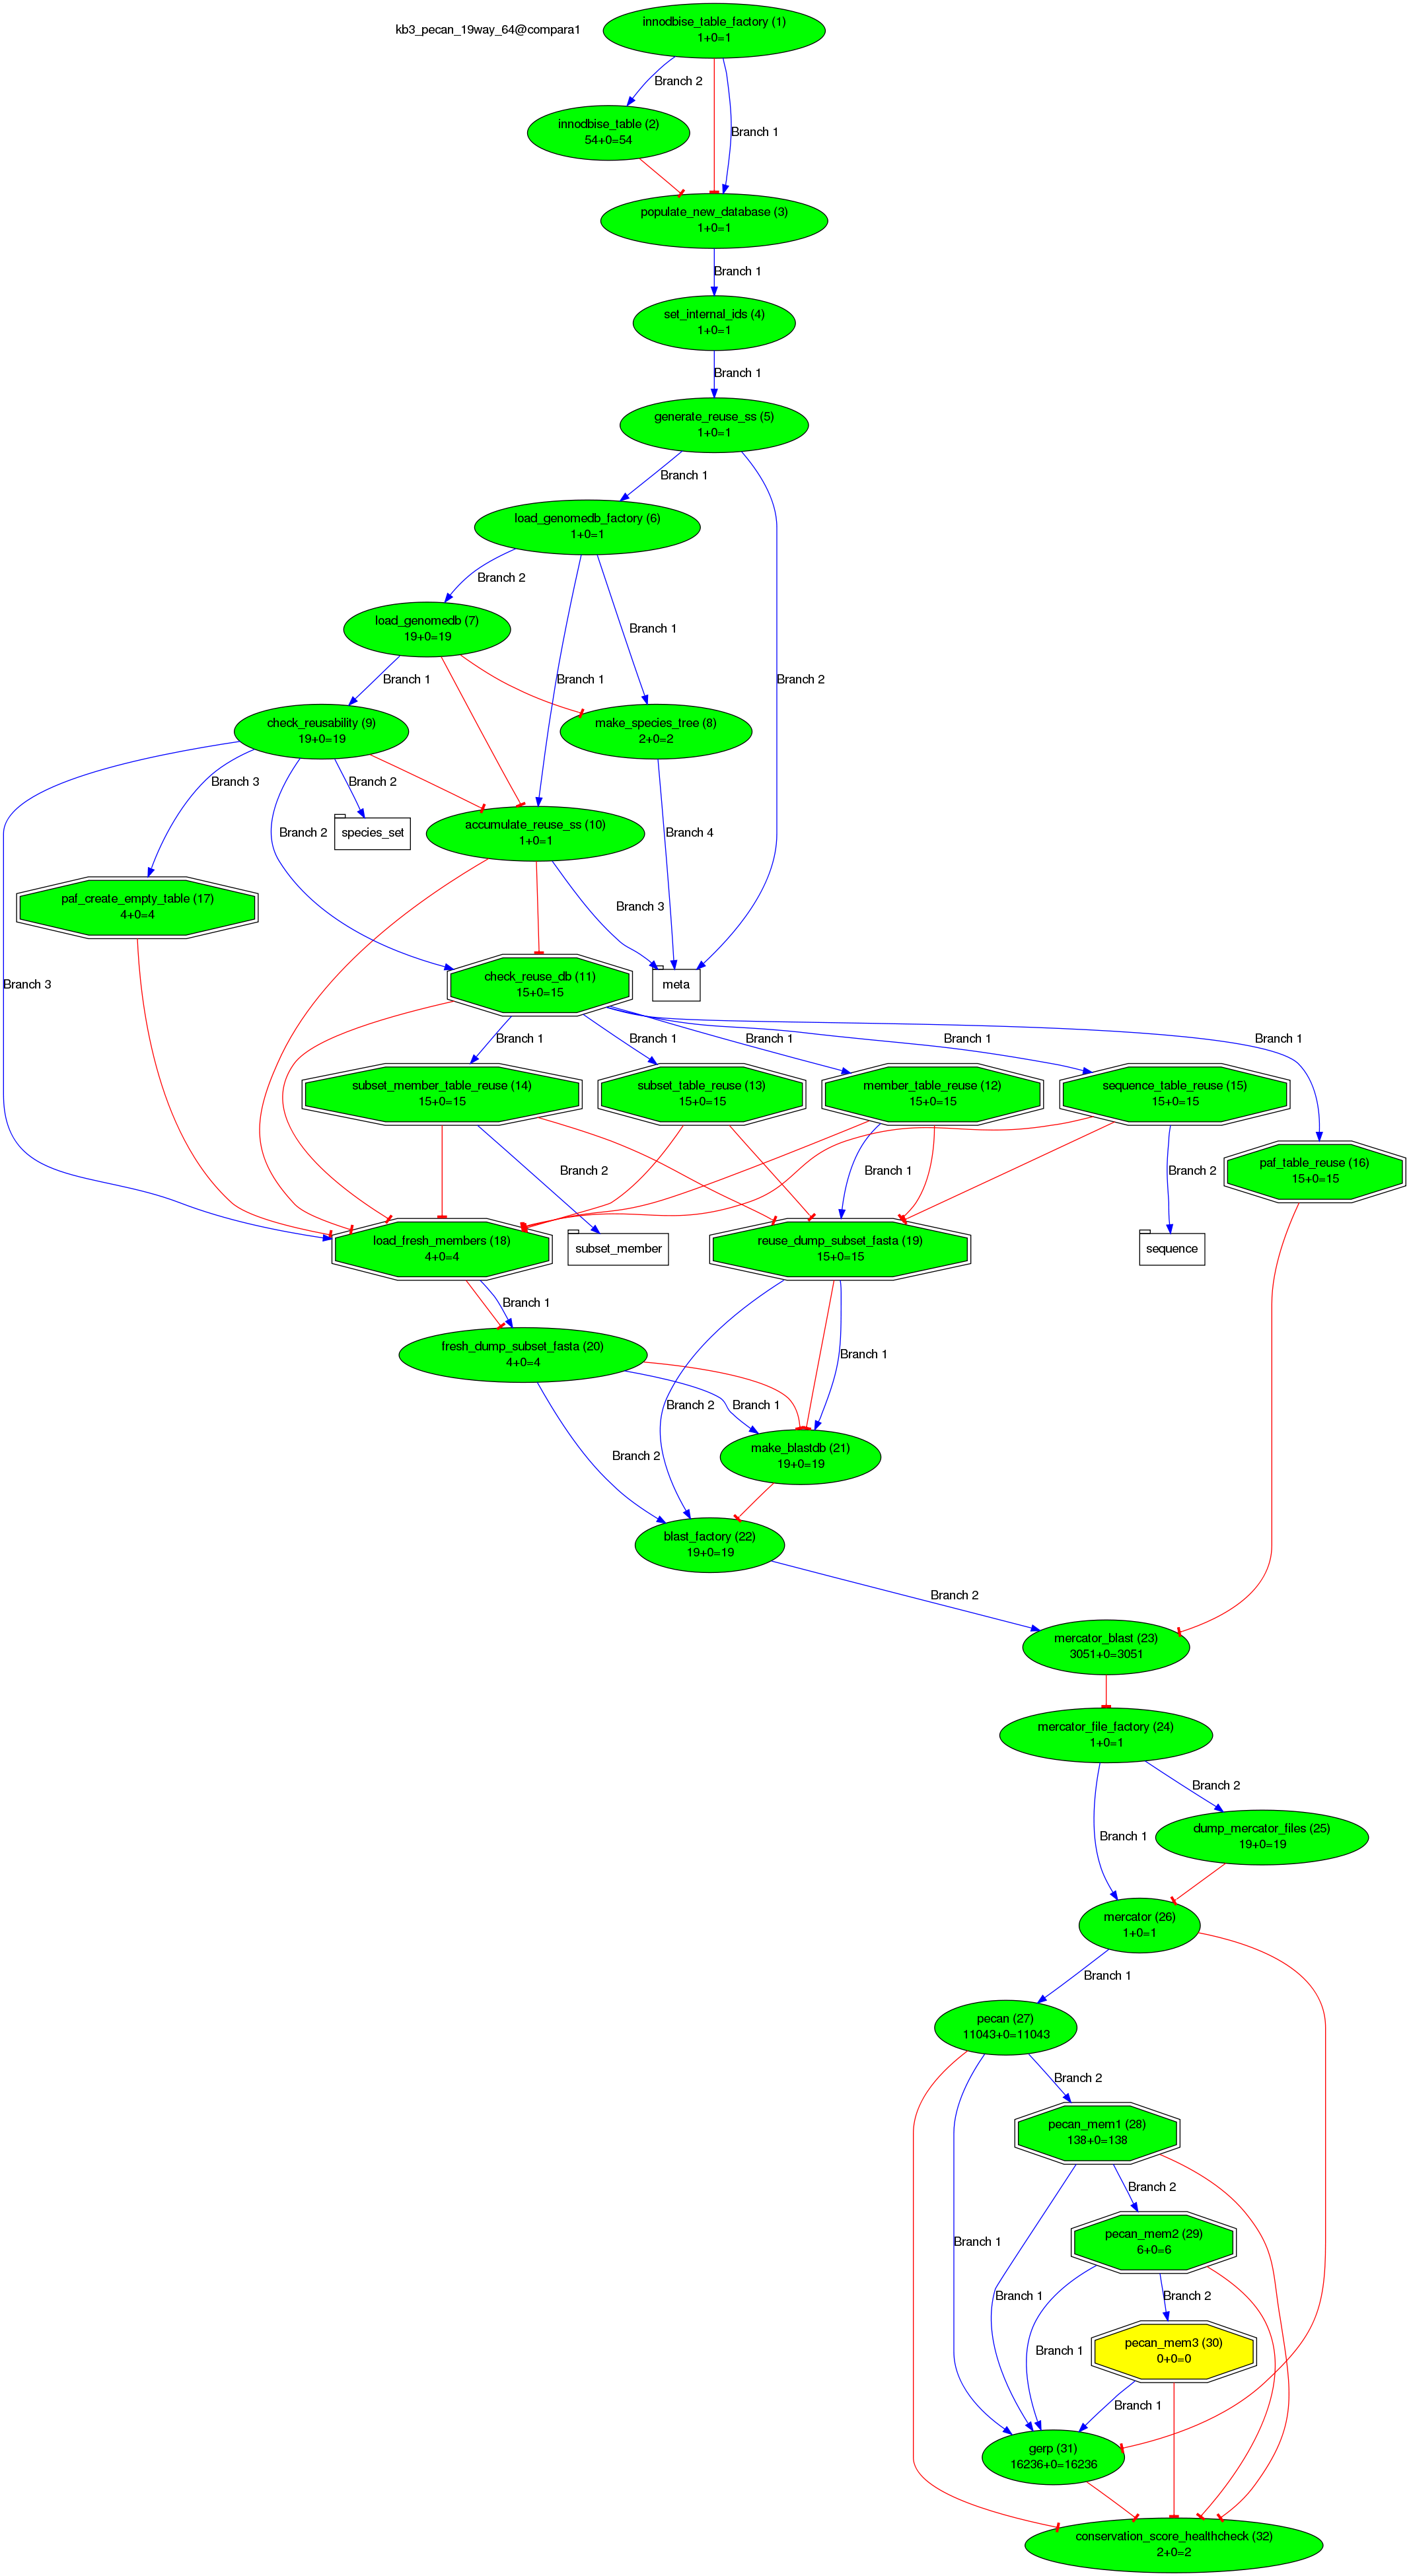 kb3_pecan_19way_64@compara1
innodbise_table_factory (1)
1+0=1
Branch 2
innodbise_table (2)
54+0=54
Branch 1
populate_new_database (3)
1+0=1
Branch 1
set_internal_ids (4)
1+0=1
Branch 1
generate_reuse_ss (5)
1+0=1
Branch 1
load_genomedb_factory (6)
1+0=1
Branch 2
load_genomedb (7)
19+0=19
Branch 1
Branch 1
Branch 1
Branch 2
check_reusability (9)
19+0=19
make_species_tree (8)
2+0=2
Branch 3
Branch 2
Branch 2
species_set
accumulate_reuse_ss (10)
1+0=1
Branch 4
paf_create_empty_table (17)
4+0=4
Branch 3
Branch 3
check_reuse_db (11)
15+0=15
meta
Branch 1
Branch 1
Branch 1
Branch 1
Branch 1
subset_member_table_reuse (14)
15+0=15
subset_table_reuse (13)
15+0=15
member_table_reuse (12)
15+0=15
sequence_table_reuse (15)
15+0=15
Branch 2
Branch 1
Branch 2
paf_table_reuse (16)
15+0=15
load_fresh_members (18)
4+0=4
subset_member
reuse_dump_subset_fasta (19)
15+0=15
sequence
Branch 1
fresh_dump_subset_fasta (20)
4+0=4
Branch 1
Branch 2
Branch 1
Branch 2
make_blastdb (21)
19+0=19
blast_factory (22)
19+0=19
Branch 2
mercator_blast (23)
3051+0=3051
mercator_file_factory (24)
1+0=1
Branch 2
Branch 1
dump_mercator_files (25)
19+0=19
mercator (26)
1+0=1
Branch 1
pecan (27)
11043+0=11043
Branch 2
pecan_mem1 (28)
138+0=138
Branch 2
Branch 1
pecan_mem2 (29)
6+0=6
Branch 1
Branch 2
Branch 1
pecan_mem3 (30)
0+0=0
Branch 1
gerp (31)
16236+0=16236
conservation_score_healthcheck (32)
2+0=2